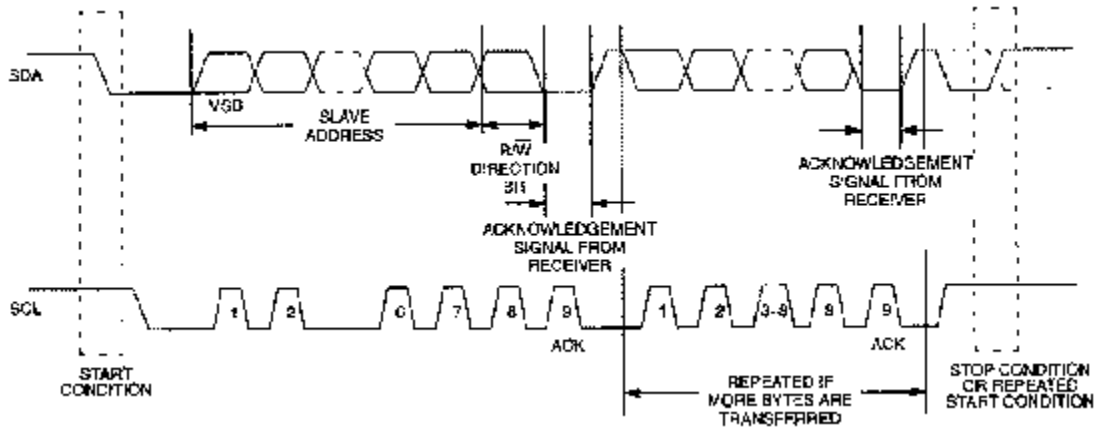 SDA
MSB
SLAVE
ADDRESS
R/W
DIRECTION
BIT
ACKNOWLEDGEMENT
SIGNAL FROM
RECEIVER
ACKNOWLEDGEMENT
SIGNAL FROM
RECEIVER
SCL
1 2 6 7 8 9 1 2 3-8 9
ACK
ACK
START
CONDITION
REPEATED IF
MORE BYTES ARE
TRANSFERRED
STOP CONDITION
OR REPEATED
START CONDITION